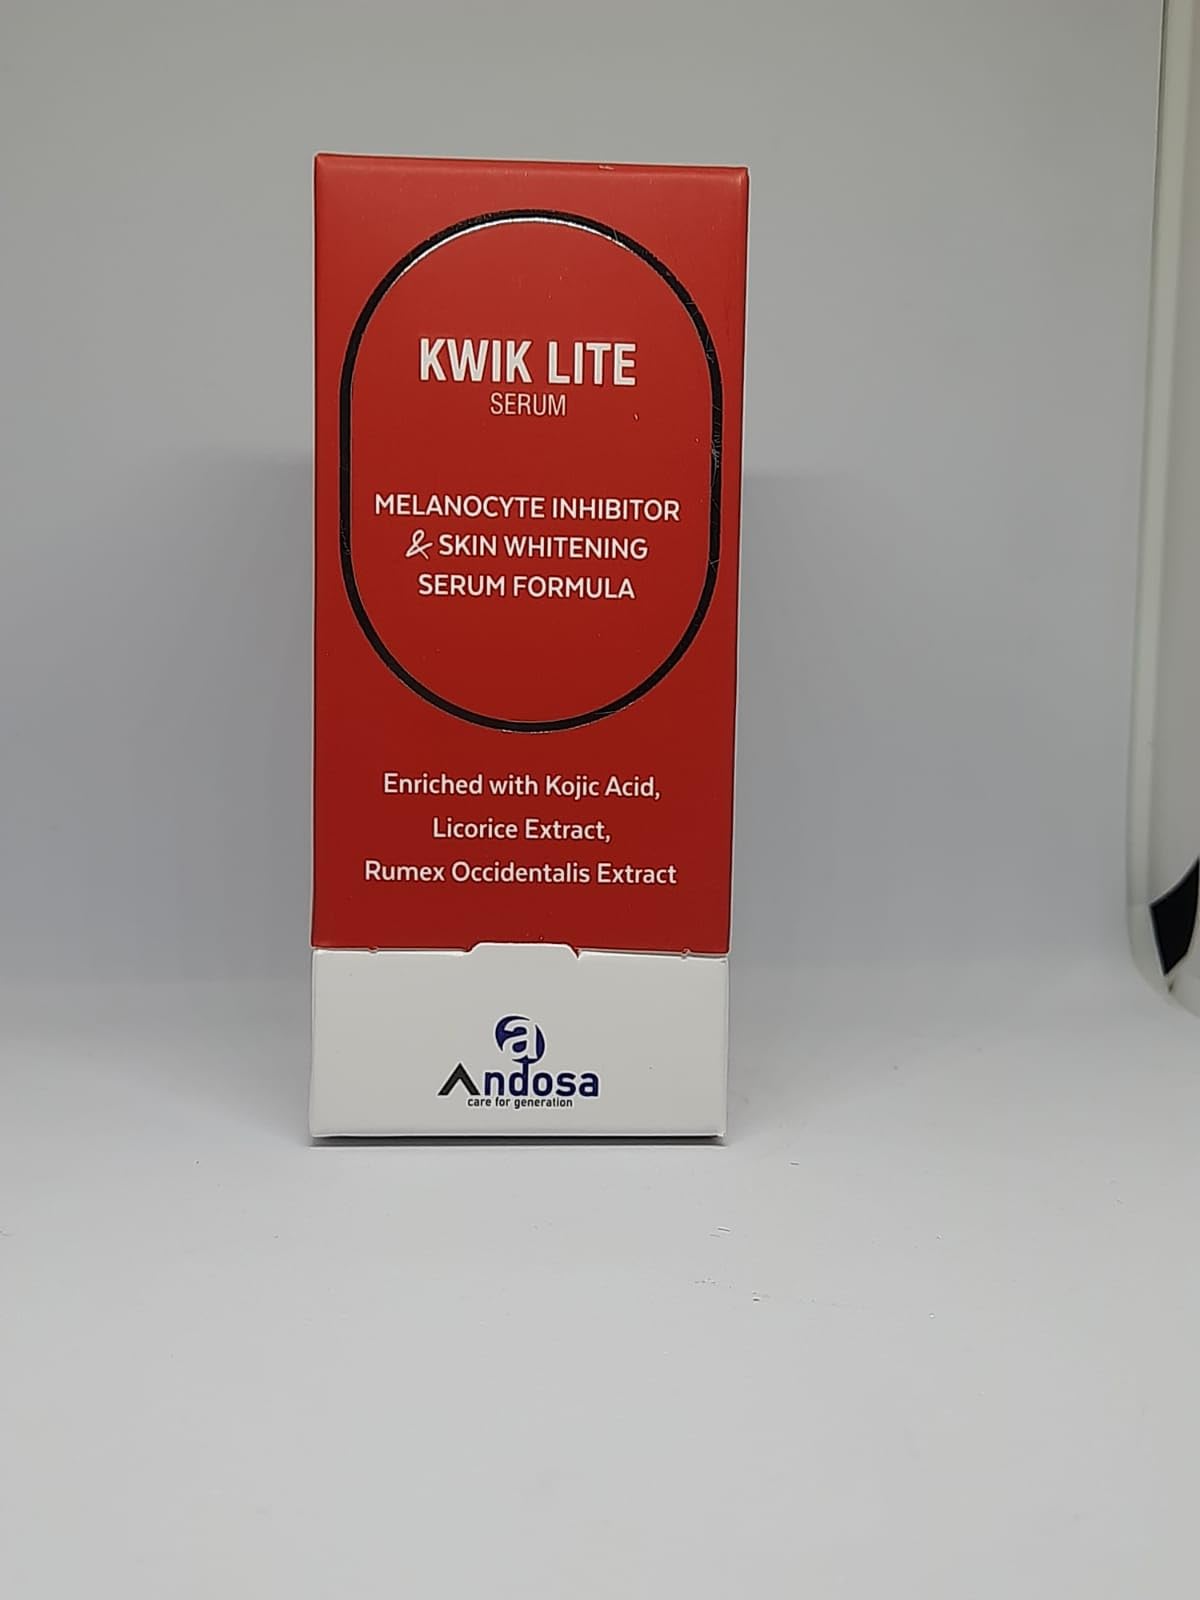 KWIK LITE
SERUM
MELANOCYTE INHIBITOR
& SKIN WHITENING
SERUM FORMULA
Enriched with Kojic Acid,
Licorice Extract,
Rumex Occidentalis Extract
a
Andosa
care for generation